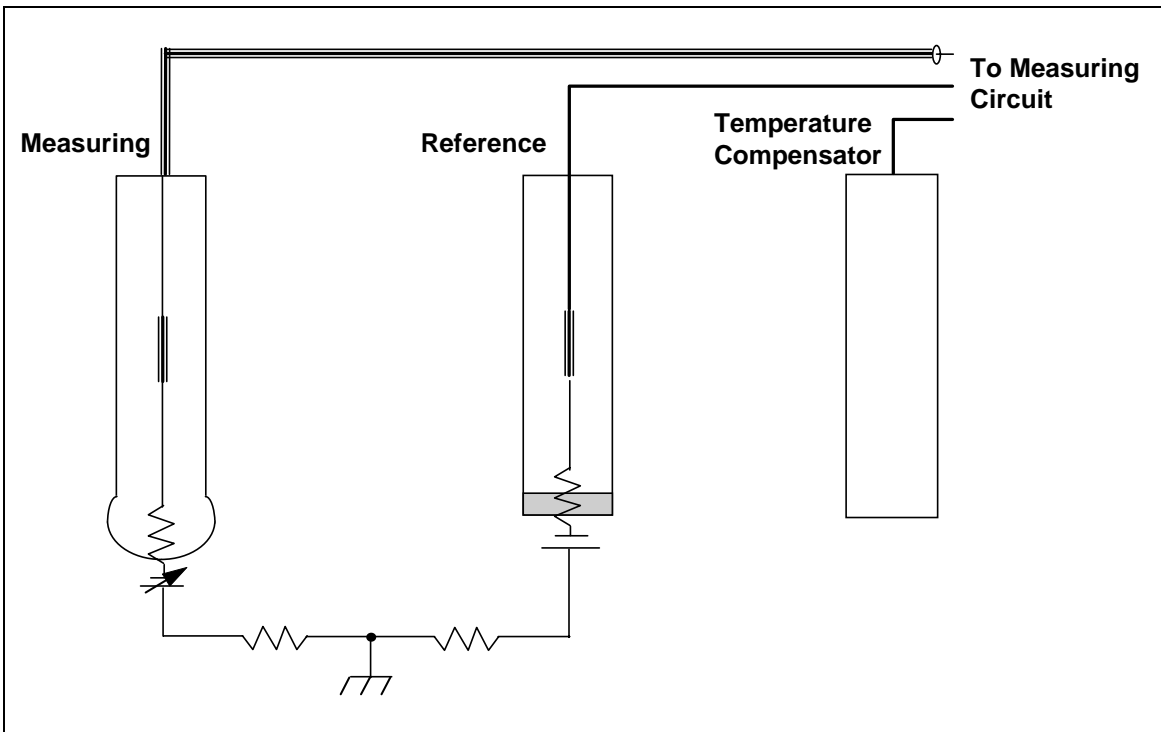 To Measuring
Circuit
Measuring
Reference
Temperature
Compensator